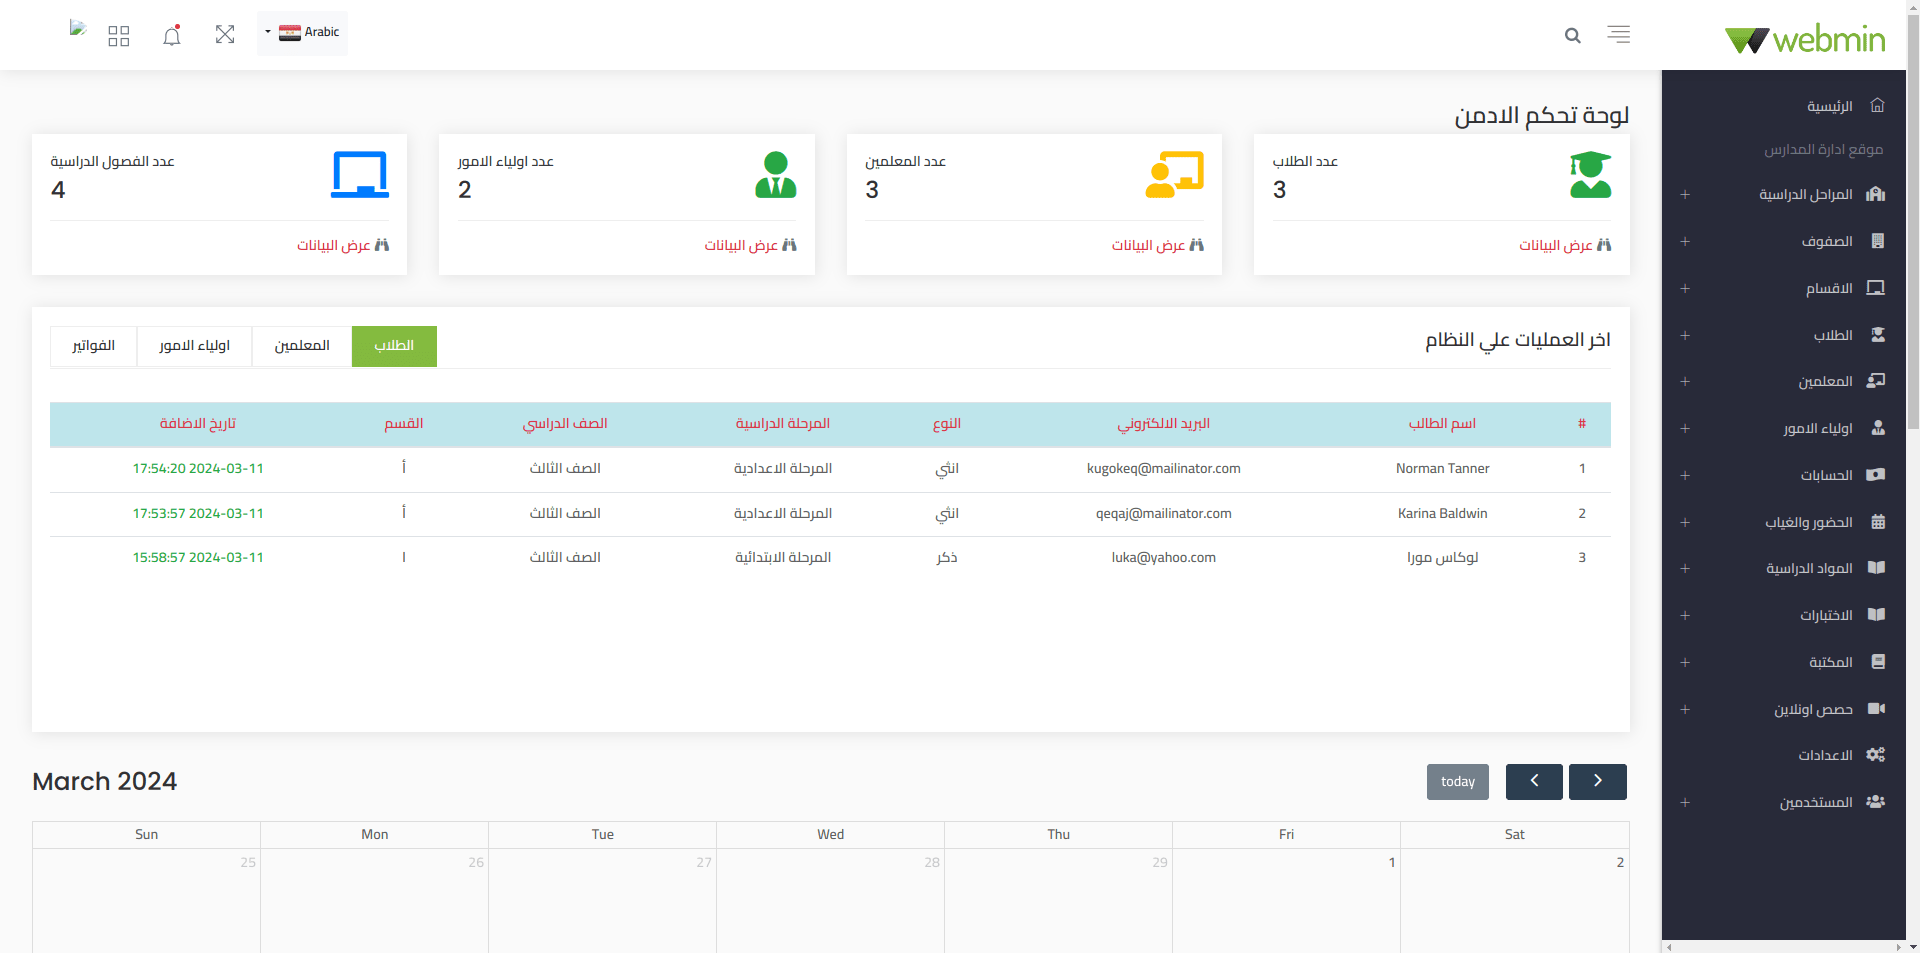 webmin
Arabic
الرئيسية
موقع ادارة المدارس
المراحل الدراسية
الصفوف
الاقسام
الطلاب
المعلمين
اولياء الامور
الحسابات
الحضور والغياب
المواد الدراسية
الاختبارات
المكتبة
حصص اونلاين
الاعدادات
المستخدمين
لوحة تحكم الادمن
عدد الطلاب
3
عرض البيانات
عدد المعلمين
3
عرض البيانات
عدد اولياء الامور
2
عرض البيانات
عدد الفصول الدراسية
4
عرض البيانات
اخر العمليات علي النظام
الطلاب المعلمين اولياء الامور الفواتير
# اسم الطالب البريد الالكتروني النوع المرحلة الدراسية الصف الدراسي القسم تاريخ الاضافة
1 Norman Tanner kugokeq@mailinator.com انثي المرحلة الاعدادية الصف الثالث أ 2024-03-11 17:54:20
2 Karina Baldwin qeqaj@mailinator.com انثي المرحلة الاعدادية الصف الثالث أ 2024-03-11 17:53:57
3 لوكاس مورا luka@yahoo.com ذكر المرحلة الابتدائية الصف الثالث ا 2024-03-11 15:58:57
March 2024
today
Sun Mon Tue Wed Thu Fri Sat
25 26 27 28 29 1 2